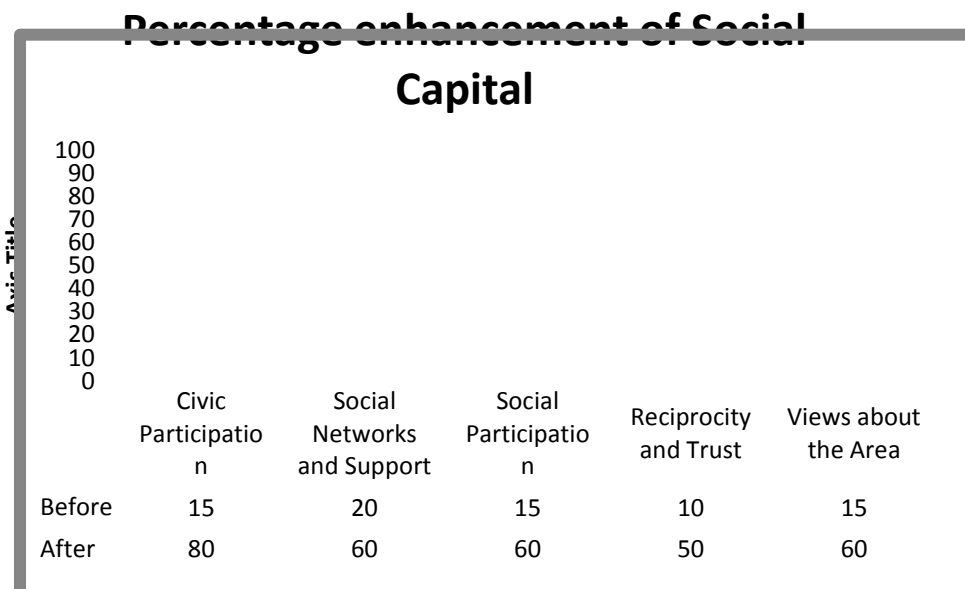 Percentage enhancement of Social
Capital
Axis Title
100
90
80
70
60
50
40
30
20
10
0
Civic
Participatio
n
Social
Networks
and Support
Social
Participatio
n
Reciprocity
and Trust
Views about
the Area
Before 15 20 15 10 15
After 80 60 60 50 60